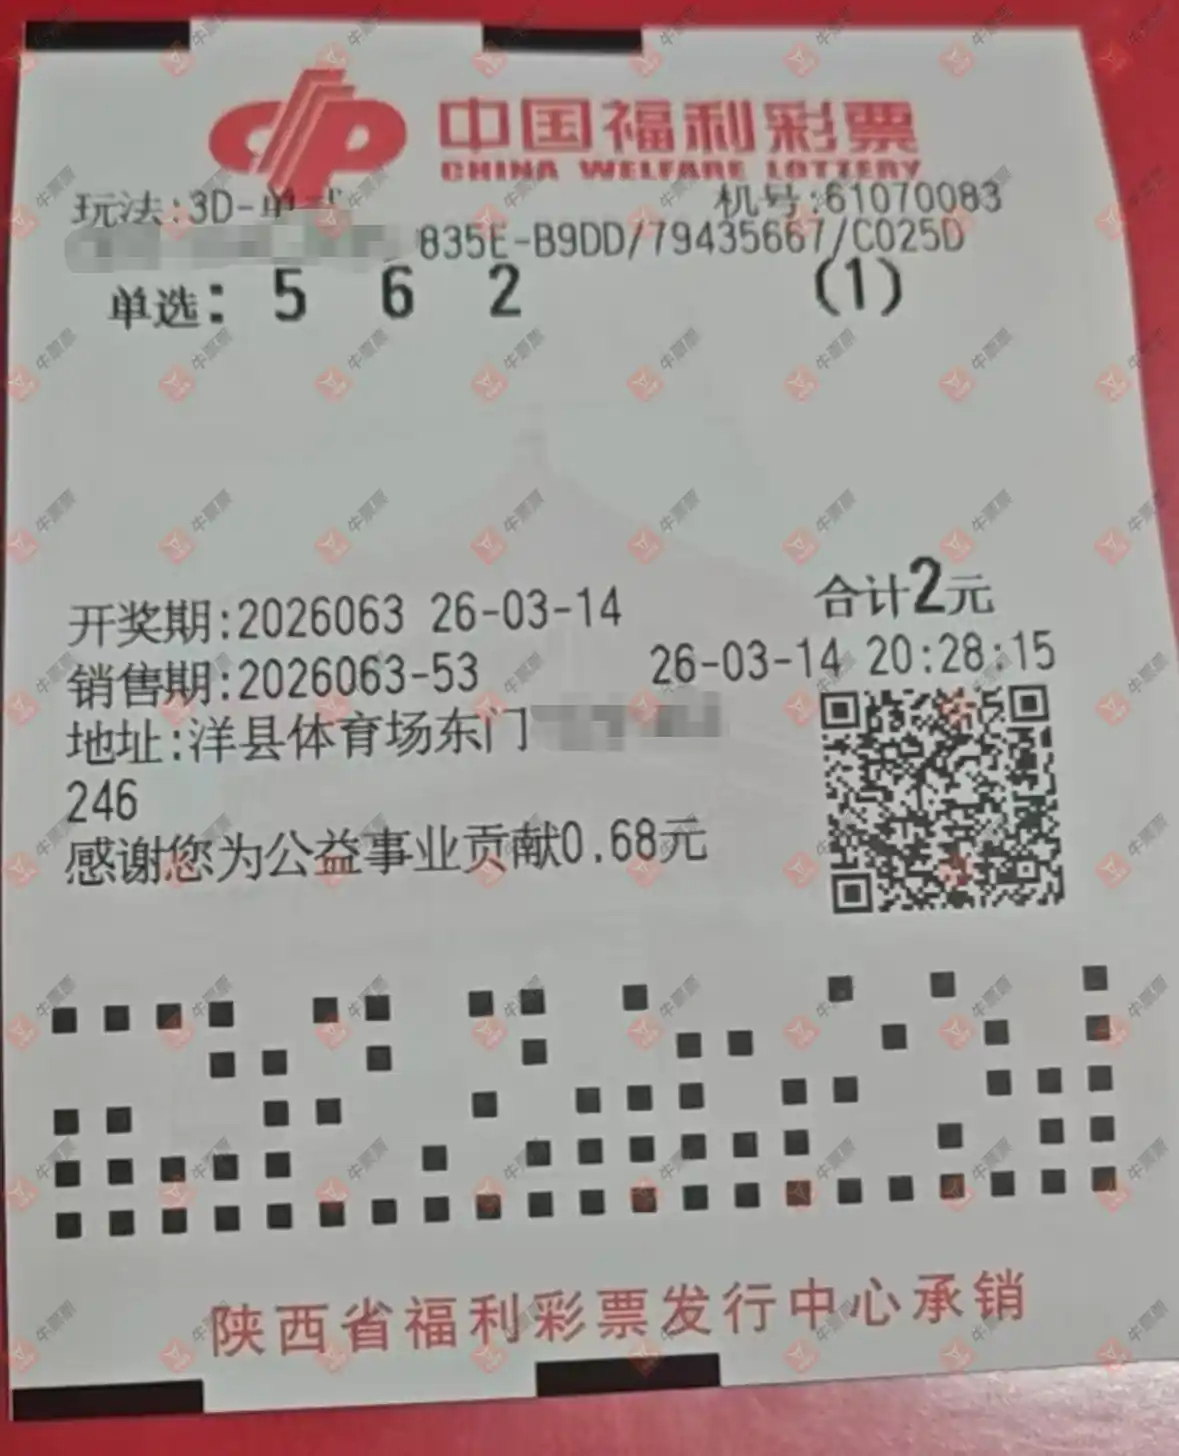 中国福利彩票
CHINA WELFARE LOTTERY
玩法:3D-单式 机号:61070083
835E-B9DD/79435667/C025D
单选: 5 6 2 (1)
合计2元
开奖期:2026063 26-03-14
销售期:2026063-53 26-03-14 20:28:15
地址:洋县体育场东门
246
感谢您为公益事业贡献0.68元
陕西省福利彩票发行中心承销